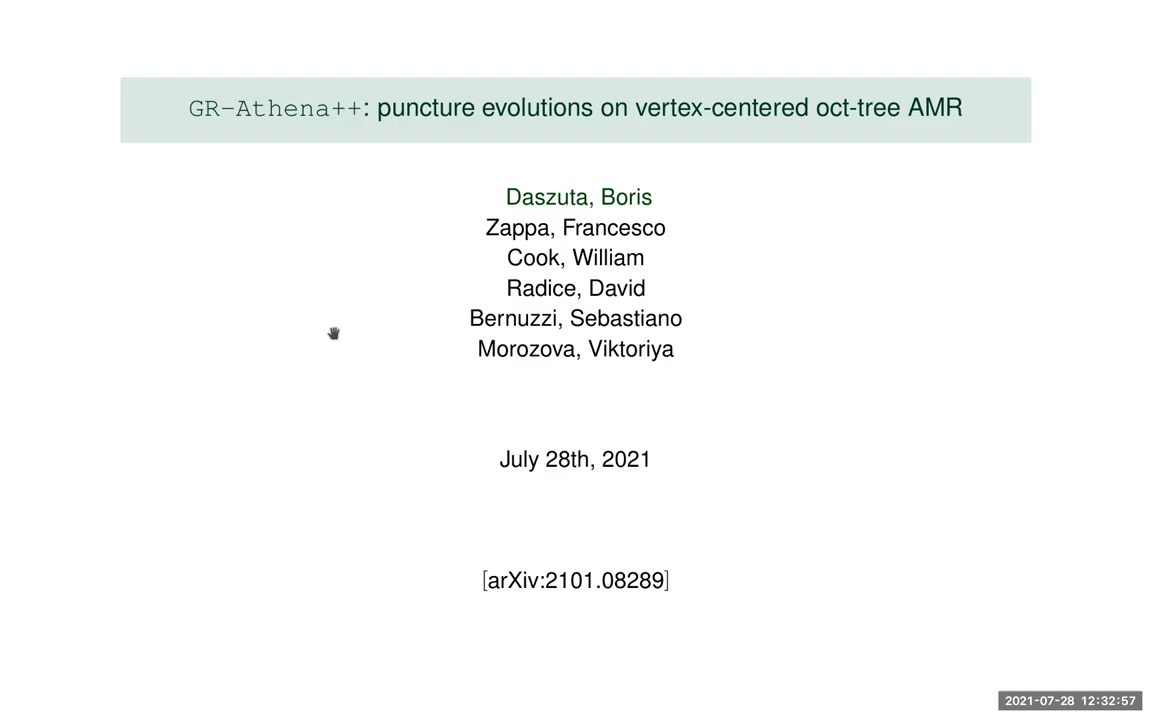 GR-Athena++: puncture evolutions on vertex-centered oct-tree AMR
Daszuta, Boris
Zappa, Francesco
Cook, William
Radice, David
Bernuzzi, Sebastiano
Morozova, Viktoriya
July 28th, 2021
[arXiv:2101.08289]
2021-07-28 12:32:57